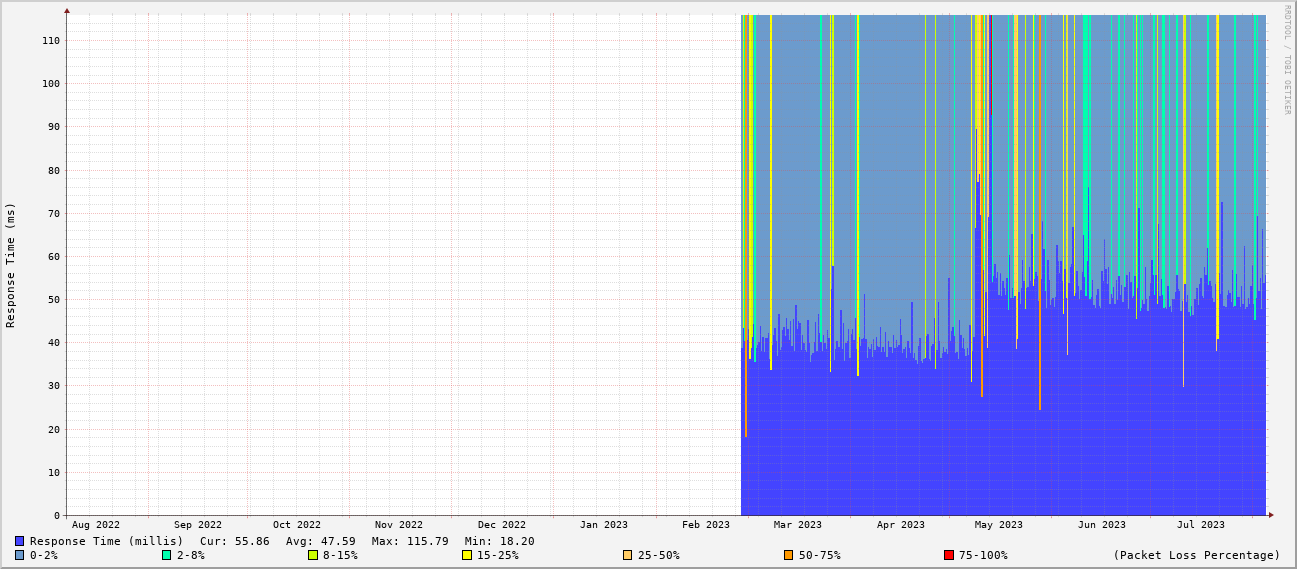 RRDTOOL / TOBI OETIKER
Response Time (ms)
110
100
90
80
70
60
50
40
30
20
10
0
Aug 2022 Sep 2022 Oct 2022 Nov 2022 Dec 2022 Jan 2023 Feb 2023 Mar 2023 Apr 2023 May 2023 Jun 2023 Jul 2023
Response Time (millis) Cur: 55.86 Avg: 47.59 Max: 115.79 Min: 18.20
0-2% 2-8% 8-15% 15-25% 25-50% 50-75% 75-100% (Packet Loss Percentage)